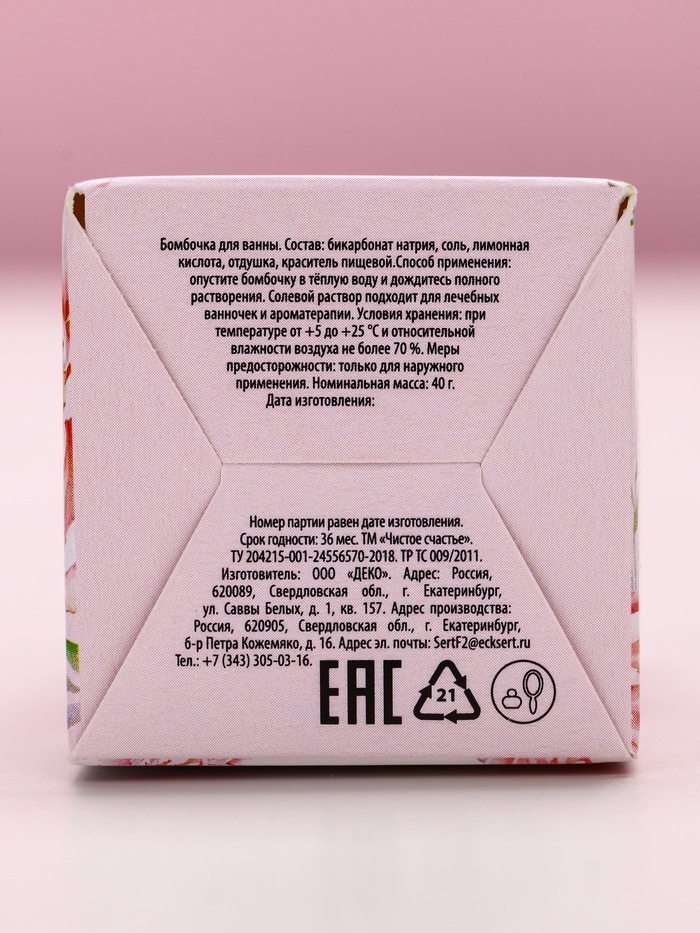 Бомбочка для ванны. Состав: бикарбонат натрия, соль, лимонная
кислота, отдушка, краситель пищевой.Способ применения:
опустите бомбочку в тёплую воду и дождитесь полного
растворения. Солевой раствор подходит для лечебных
ванночек и ароматерапии. Условия хранения: при
температуре от +5 до +25 °С и относительной
влажности воздуха не более 70 %. Меры
предосторожности: только для наружного
применения. Номинальная масса: 40 г.
Дата изготовления:
Номер партии равен дате изготовления.
Срок годности: 36 мес. ТМ «Чистое счастье».
ТУ 204215-001-24556570-2018. ТР ТС 009/2011.
Изготовитель: ООО «ДЕКО». Адрес: Россия,
620089, Свердловская обл., г. Екатеринбург,
ул. Саввы Белых, д. 1, кв. 157. Адрес производства:
Россия, 620905, Свердловская обл., г. Екатеринбург,
б-р Петра Кожемяко, д. 16. Адрес эл. почты: SertF2@ecksert.ru
Тел.: +7 (343) 305-03-16.
ЕАС
21